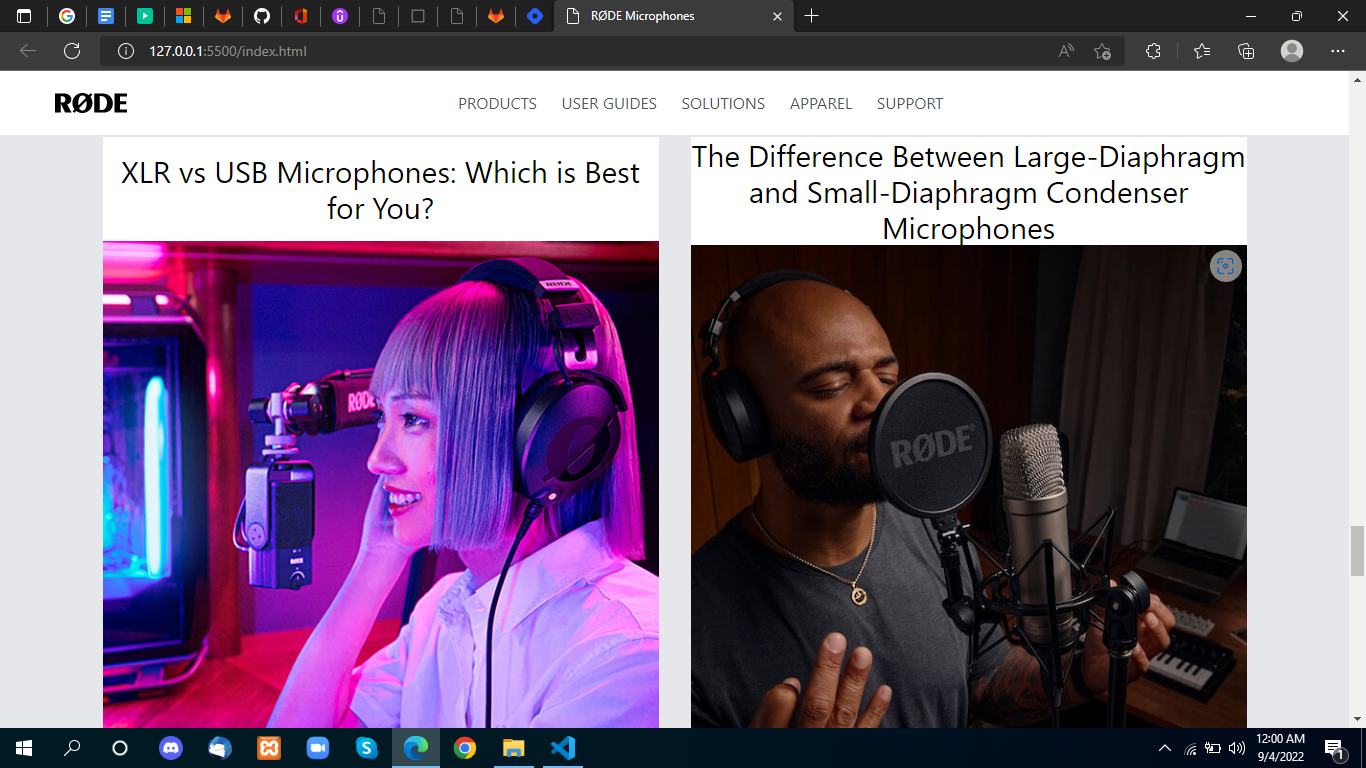 RØDE Microphones
127.0.0.1:5500/index.html
RØDE
PRODUCTS
USER GUIDES
SOLUTIONS
APPAREL
SUPPORT
XLR vs USB Microphones: Which is Best
for You?
The Difference Between Large-Diaphragm
and Small-Diaphragm Condenser
Microphones
RØDE
RØDE
RØDE
RØDE®
12:00 AM
9/4/2022
1